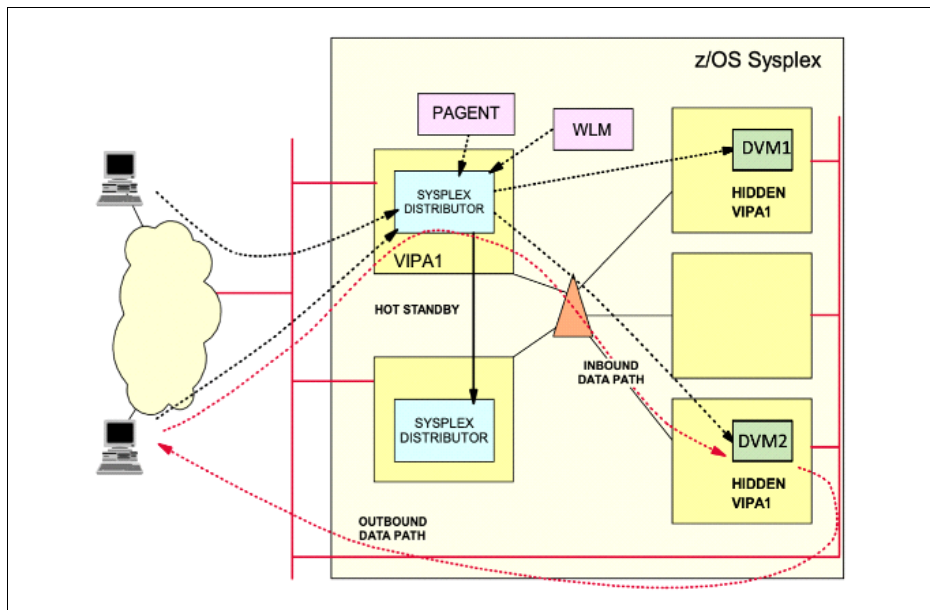 z/OS Sysplex
PAGENT
WLM
SYSPLEX
DISTRIBUTOR
VIPA1
DVM1
HIDDEN
VIPA1
HOT STANDBY
INBOUND
DATA PATH
SYSPLEX
DISTRIBUTOR
DVM2
HIDDEN
VIPA1
OUTBOUND
DATA PATH